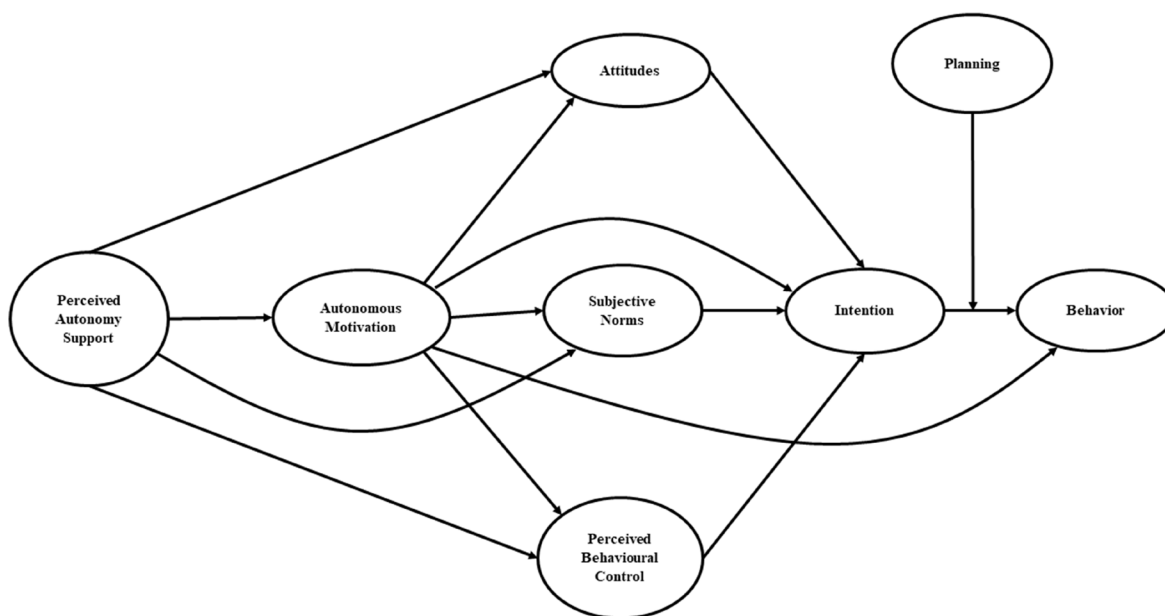 Attitudes
Planning
Perceived
Autonomy
Support
Autonomous
Motivation
Subjective
Norms
Intention
Behavior
Perceived
Behavioural
Control